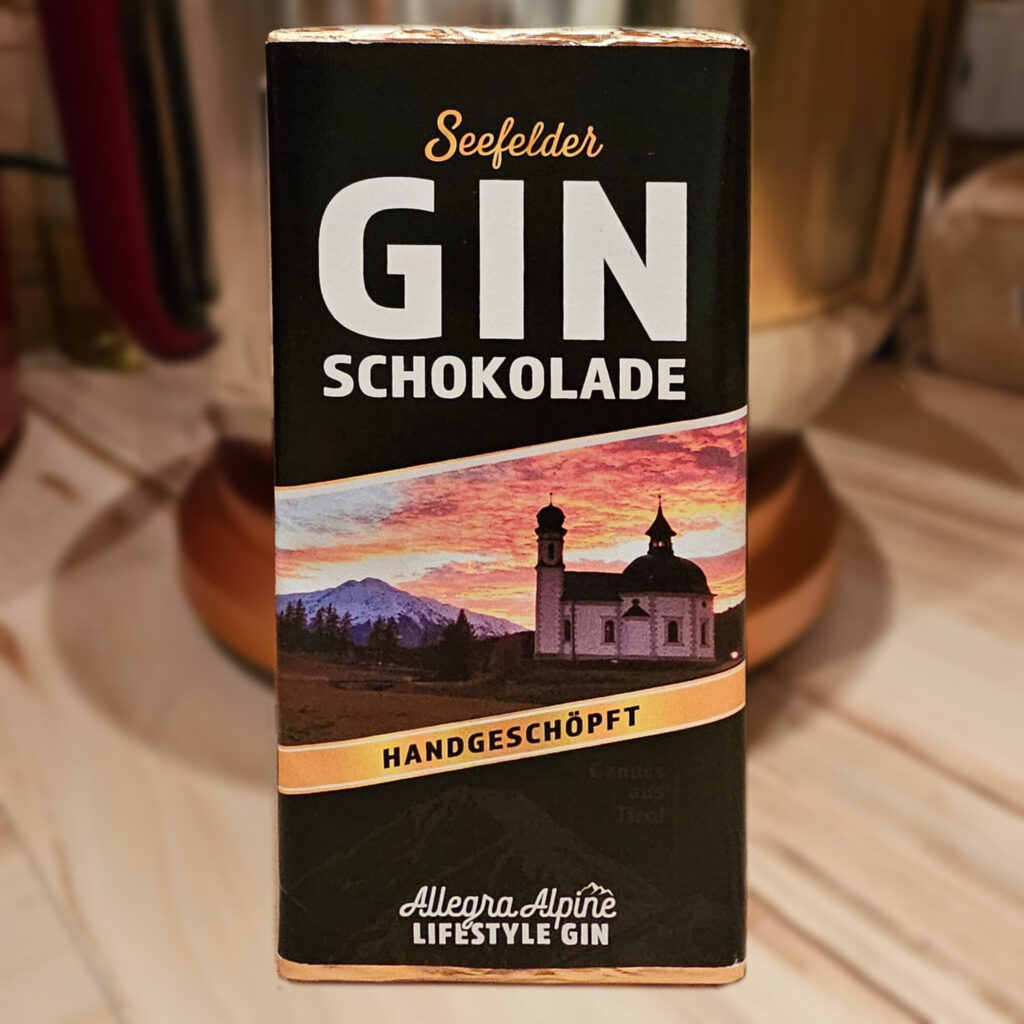 Seefelder
GIN
SCHOKOLADE
HANDGESCHÖPFT
Genuss
aus
Tirol
Allegra Alpine
LIFESTYLE GIN